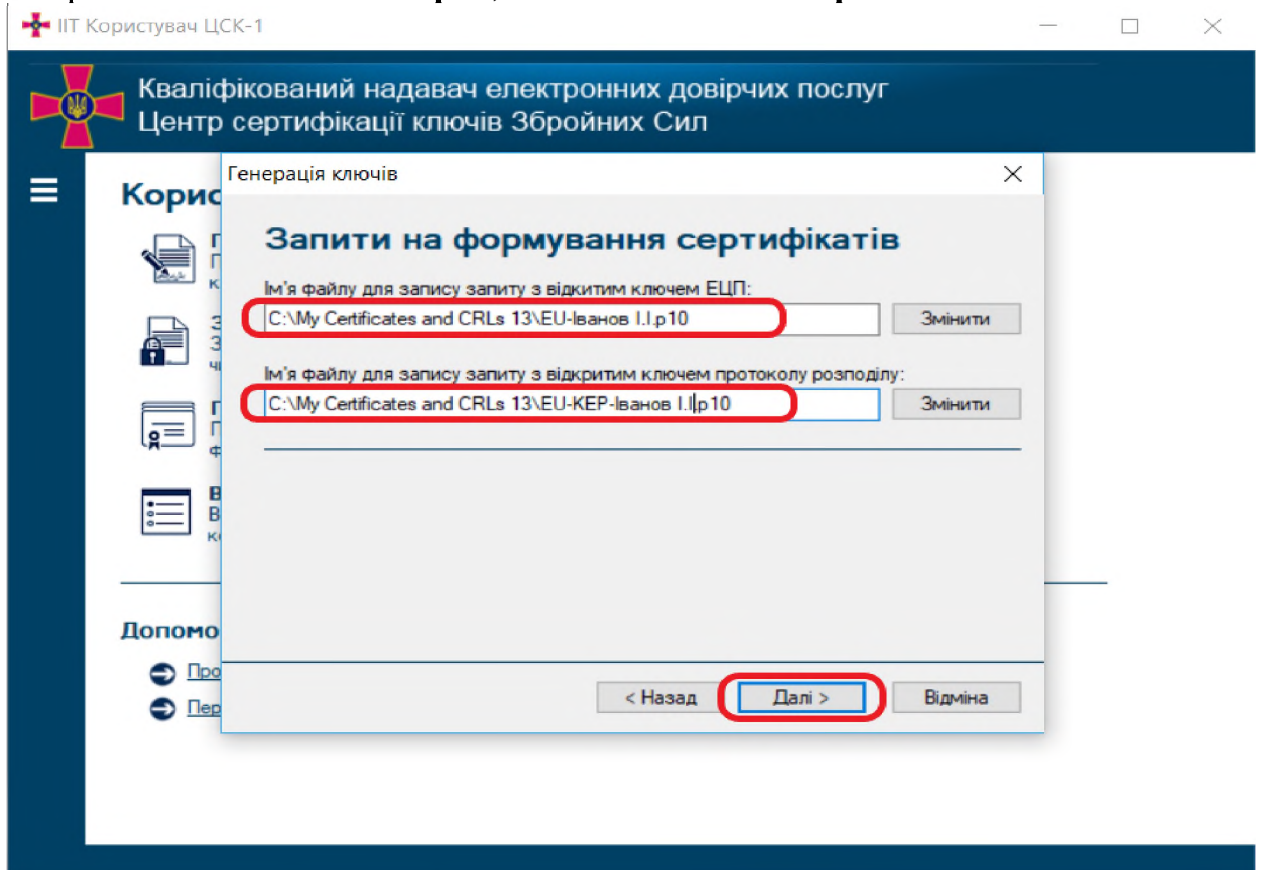 ІІТ Користувач ЦСК-1
Кваліфікований надавач електронних довірчих послуг
Центр сертифікації ключів Збройних Сил
Генерація ключів
Запити на формування сертифікатів
Ім'я файлу для запису запиту з відкитим ключем ЕЦП:
C:\My Certificates and CRLs 13\EU-Іванов І.І.p10
Змінити
Ім'я файлу для запису запиту з відкритим ключем протоколу розподілу:
C:\My Certificates and CRLs 13\EU-KEP-Іванов І.І.p10
Змінити
< Назад
Далі >
Відміна